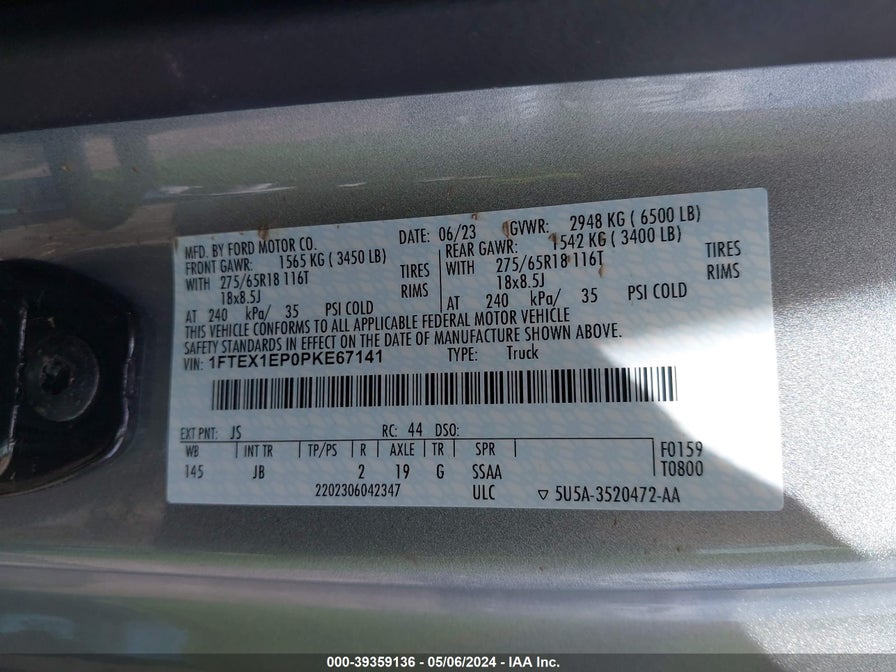 MFD. BY FORD MOTOR CO. DATE: 06/23 GVWR: 2948 KG ( 6500 LB)
FRONT GAWR: 1565 KG ( 3450 LB) REAR GAWR: 1542 KG ( 3400 LB)
WITH 275/65R18 116T TIRES WITH 275/65R18 116T TIRES
18x8.5J RIMS 18x8.5J RIMS
AT 240 kPa/ 35 PSI COLD AT 240 kPa/ 35 PSI COLD
THIS VEHICLE CONFORMS TO ALL APPLICABLE FEDERAL MOTOR VEHICLE
SAFETY STANDARDS IN EFFECT ON THE DATE OF MANUFACTURE SHOWN ABOVE.
VIN: 1FTEX1EP0PKE67141 TYPE: Truck
EXT PNT: JS RC: 44 DSO:
WB INT TR TP/PS R AXLE TR SPR F0159
145 JB 2 19 G SSAA T0800
2202306042347 ULC ▽ 5U5A-3520472-AA
000-39359136 - 05/06/2024 - IAA Inc.